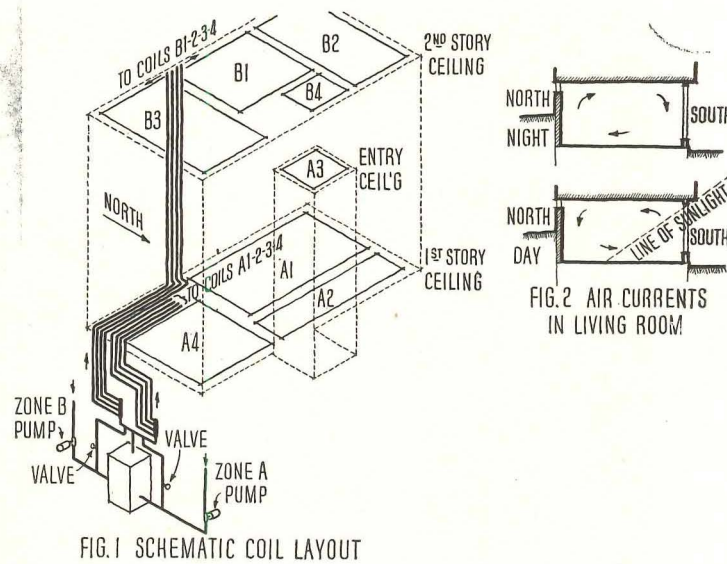 TO COILS B1-2-3-4
B2
B1
B4
B3
2ND STORY
CEILING
A3
ENTRY
CEIL'G
NORTH
TO COILS A1-2-3-4
A1
A2
1ST STORY
CEILING
A4
ZONE B
PUMP
VALVE
VALVE
ZONE A
PUMP
FIG.1 SCHEMATIC COIL LAYOUT
NORTH
NIGHT
SOUTH
NORTH
DAY
LINE OF SUNLIGHT
SOUTH
FIG.2 AIR CURRENTS
IN LIVING ROOM